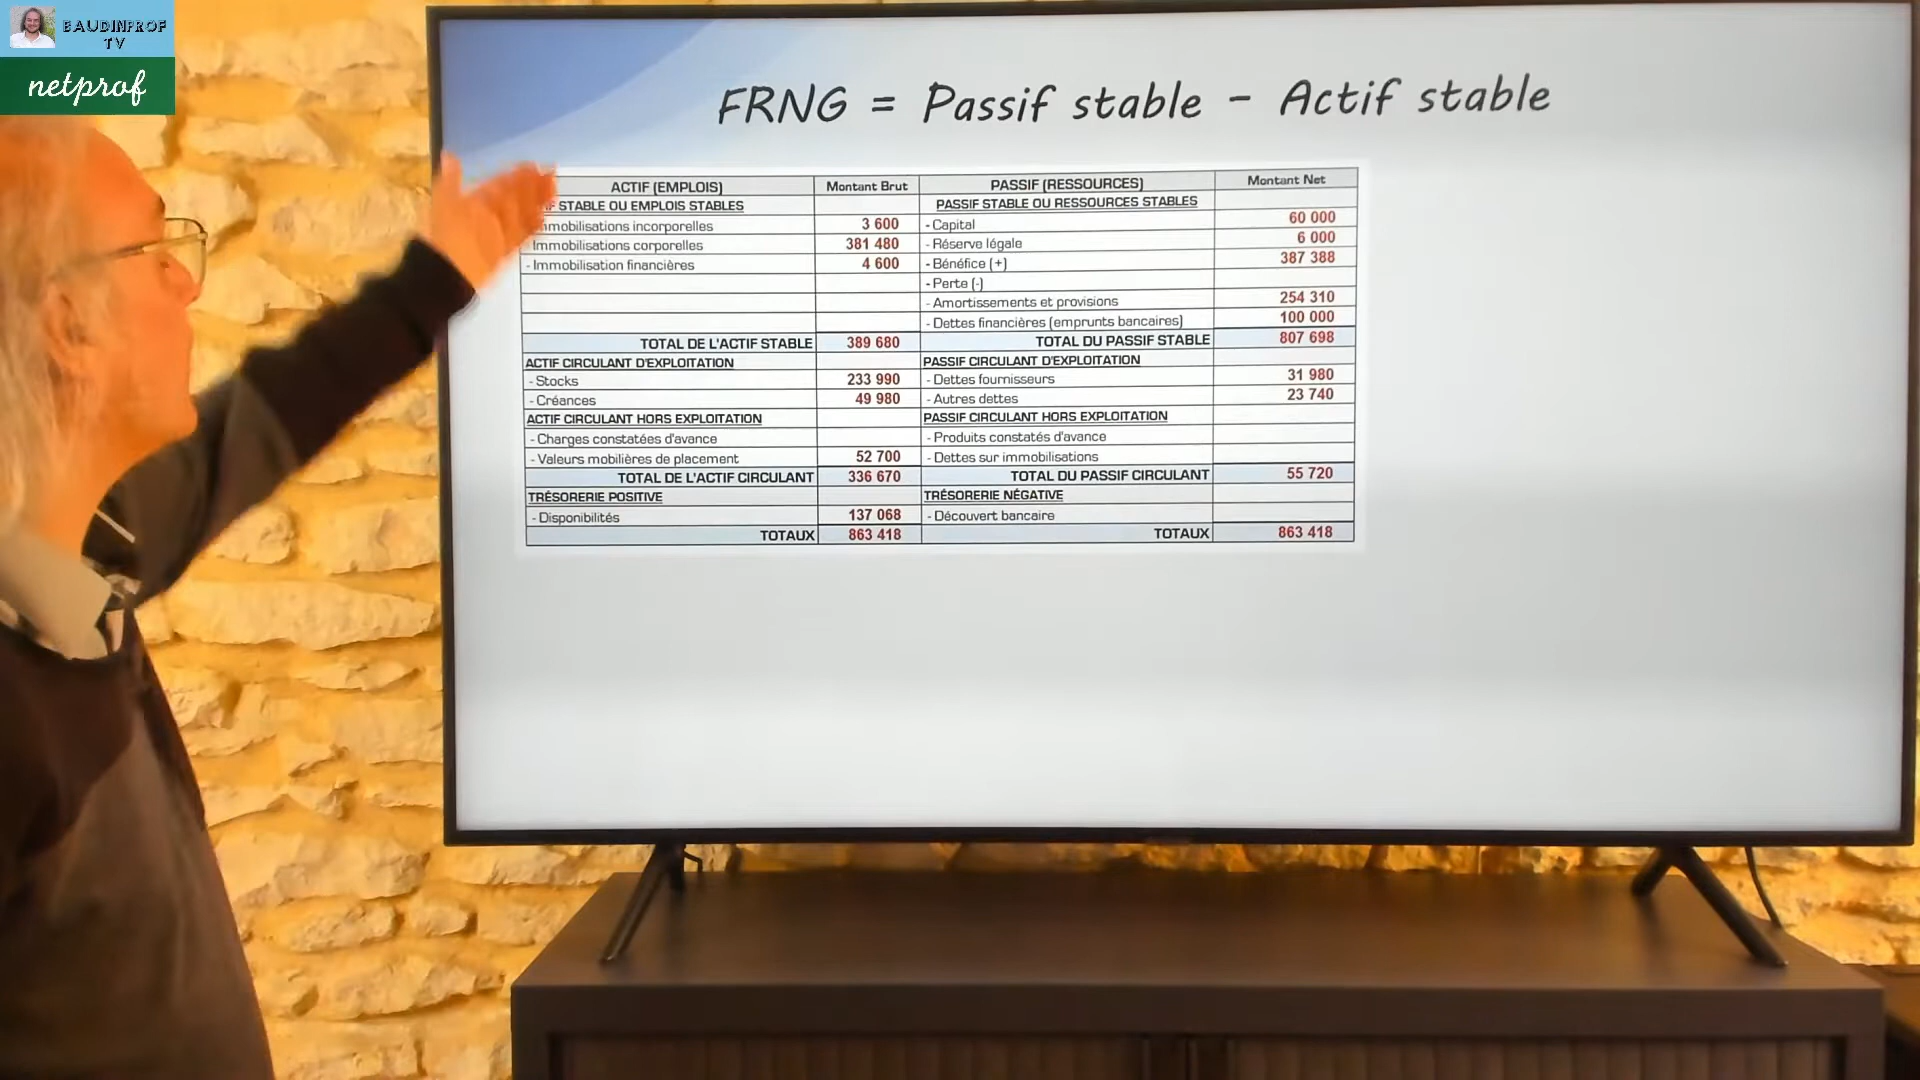 BAUDINPROF
TV
netprof
FRNG = Passif stable - Actif stable
ACTIF (EMPLOIS) Montant Brut PASSIF (RESSOURCES) Montant Net
STABLE OU EMPLOIS STABLES PASSIF STABLE OU RESSOURCES STABLES
mmobilisations incorporelles 3 600 - Capital 60 000
Immobilisations corporelles 381 480 - Réserve légale 6 000
- Immobilisation financières 4 600 - Bénéfice (+) 387 388
- Perte (-)
- Amortissements et provisions 254 310
- Dettes financières (emprunts bancaires) 100 000
TOTAL DE L'ACTIF STABLE 389 680 TOTAL DU PASSIF STABLE 807 698
ACTIF CIRCULANT D'EXPLOITATION PASSIF CIRCULANT D'EXPLOITATION
- Stocks 233 990 - Dettes fournisseurs 31 980
- Créances 49 980 - Autres dettes 23 740
ACTIF CIRCULANT HORS EXPLOITATION PASSIF CIRCULANT HORS EXPLOITATION
- Charges constatées d'avance - Produits constatés d'avance
- Valeurs mobilières de placement 52 700 - Dettes sur immobilisations
TOTAL DE L'ACTIF CIRCULANT 336 670 TOTAL DU PASSIF CIRCULANT 55 720
TRÉSORERIE POSITIVE TRÉSORERIE NÉGATIVE
- Disponibilités 137 068 - Découvert bancaire
TOTAUX 863 418 TOTAUX 863 418